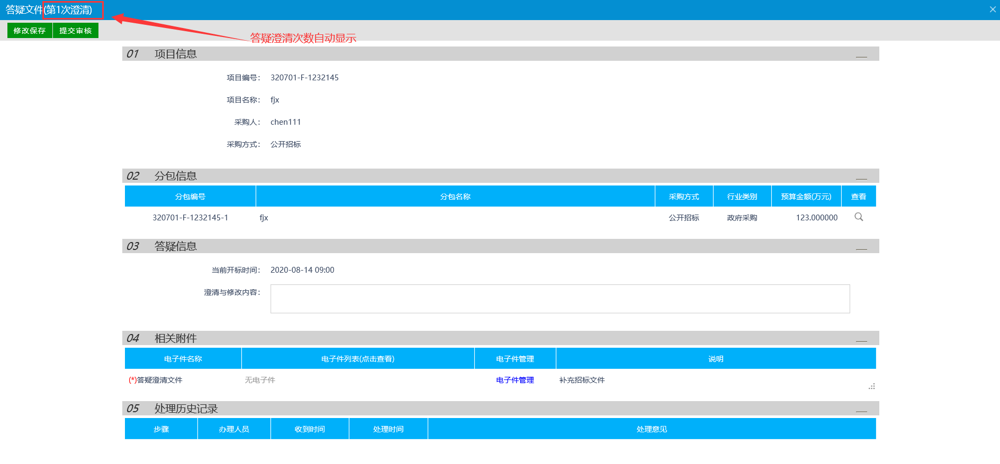 答疑文件(第1次澄清)
修改保存 提交审核
答疑澄清次数自动显示
01 项目信息
项目编号： 320701-F-1232145
项目名称： fjx
采购人： chen111
采购方式： 公开招标
02 分包信息
分包编号 分包名称 采购方式 行业类别 预算金额(万元) 查看
320701-F-1232145-1 fjx 公开招标 政府采购 123.000000
03 答疑信息
当前开标时间： 2020-08-14 09:00
澄清与修改内容：
04 相关附件
电子件名称 电子件列表(点击查看) 电子件管理 说明
(*)答疑澄清文件 无电子件 电子件管理 补充招标文件
05 处理历史记录
步骤 办理人员 收到时间 处理时间 处理意见